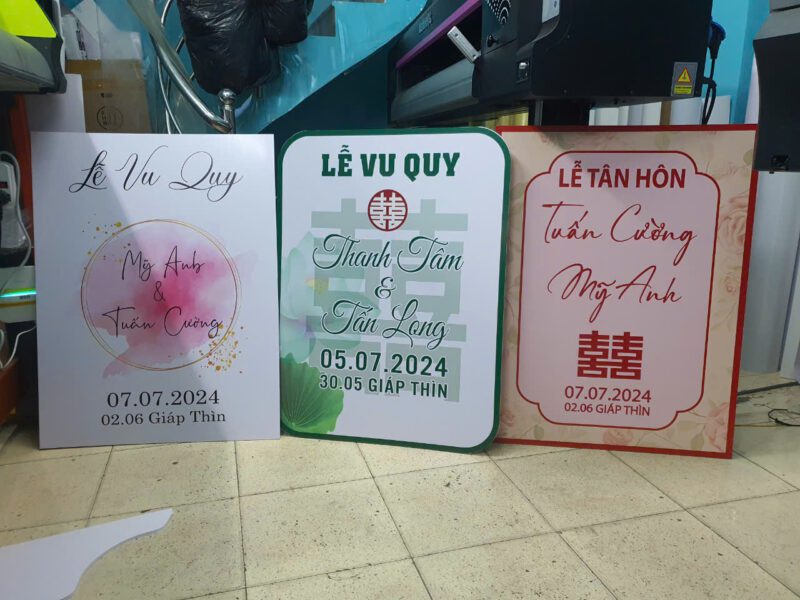 Lễ Vu Quy
Mỹ Anh
&
Tuấn Cường
07.07.2024
02.06 Giáp Thìn
LỄ VU QUY
囍
Thanh Tâm
&
Tấn Long
05.07.2024
30.05 GIÁP THÌN
LỄ TÂN HÔN
Tuấn Cường
Mỹ Anh
囍
07.07.2024
02.06 GIÁP THÌN